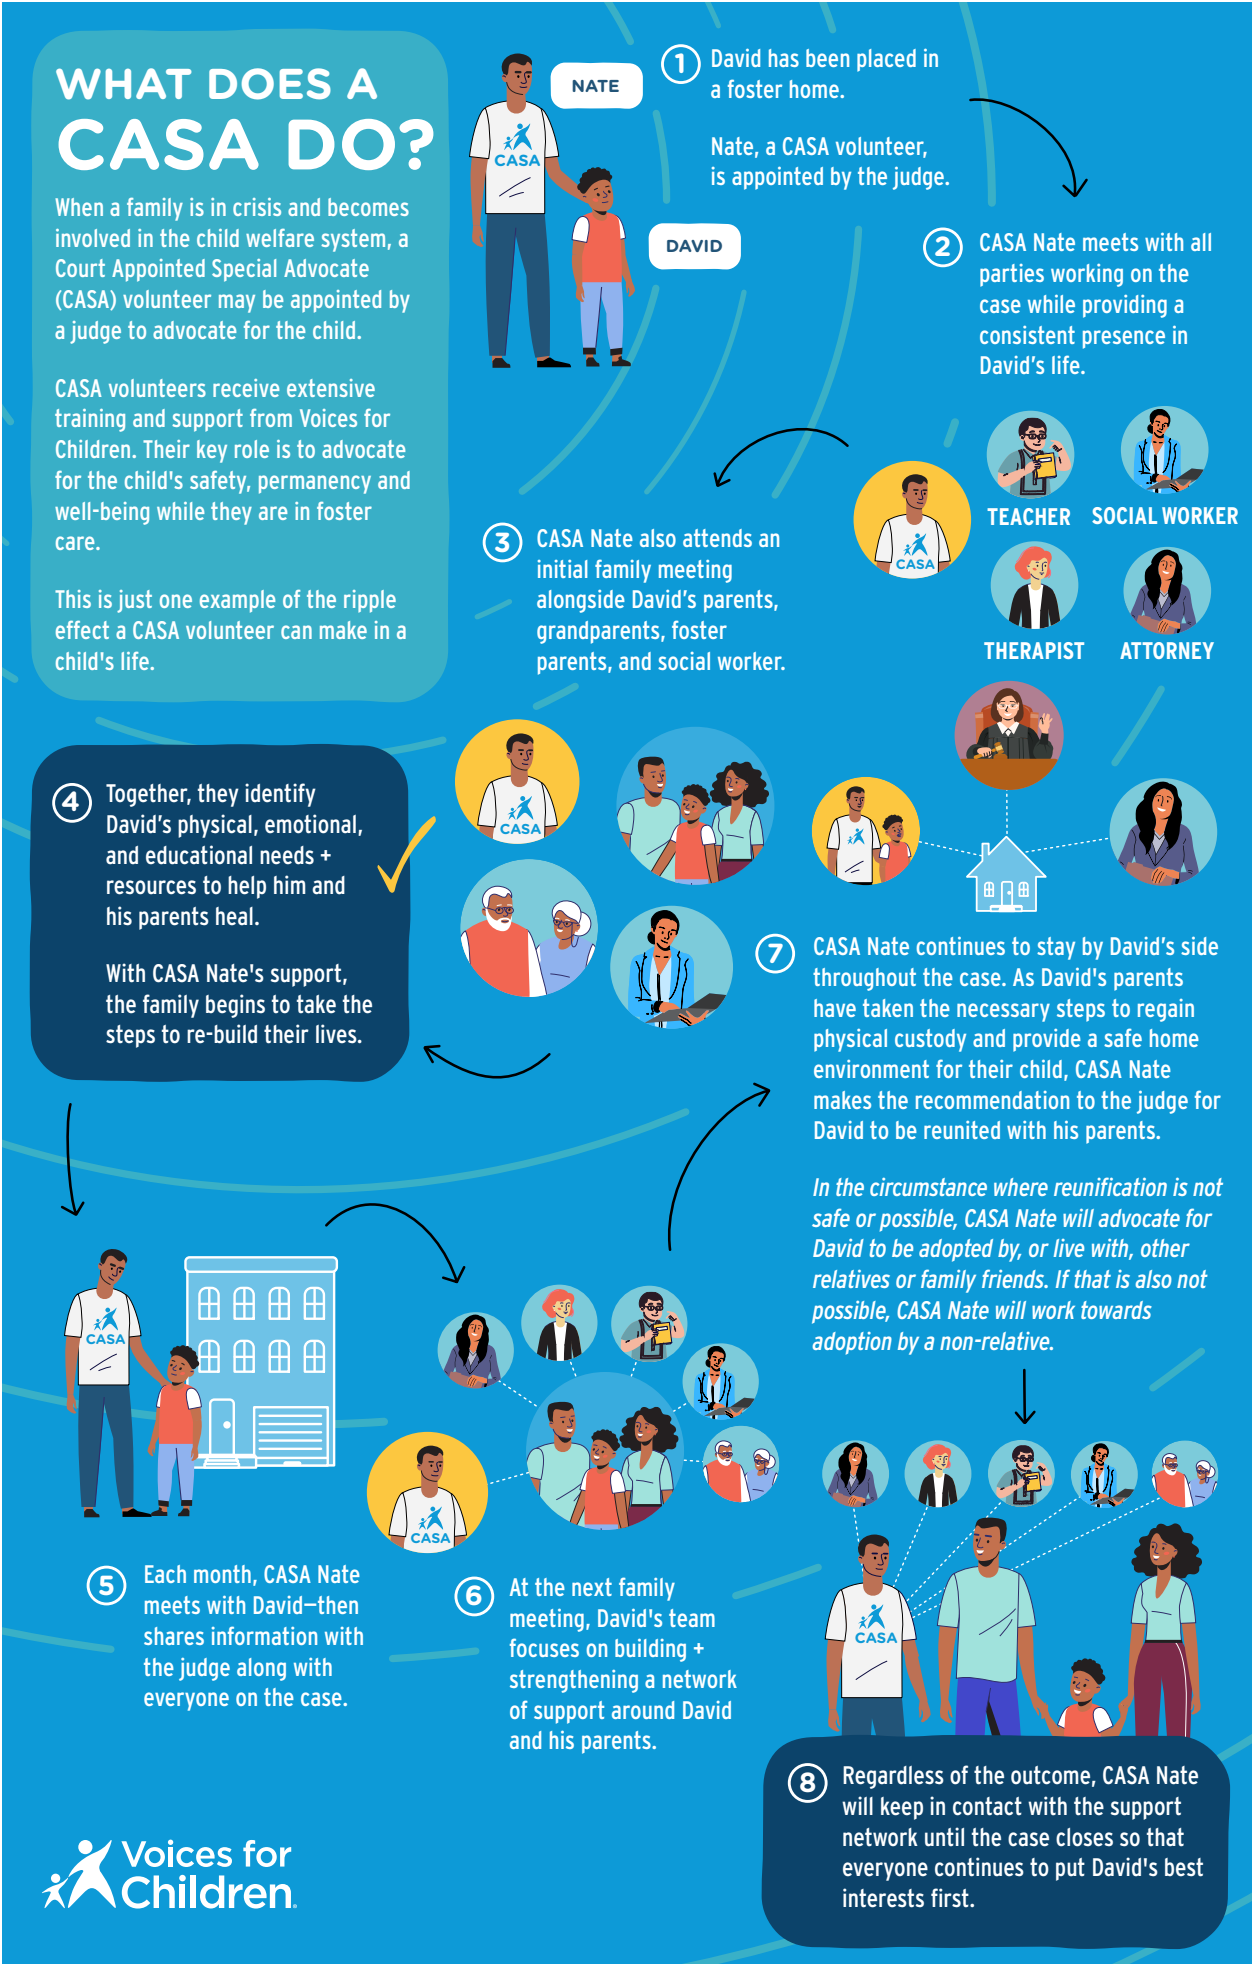 WHAT DOES A
CASA DO?
When a family is in crisis and becomes
involved in the child welfare system, a
Court Appointed Special Advocate
(CASA) volunteer may be appointed by
a judge to advocate for the child.
CASA volunteers receive extensive
training and support from Voices for
Children. Their key role is to advocate
for the child's safety, permanency and
well-being while they are in foster
care.
This is just one example of the ripple
effect a CASA volunteer can make in a
child's life.
NATE
CASA
DAVID
1
David has been placed in
a foster home.
Nate, a CASA volunteer,
is appointed by the judge.
2
CASA Nate meets with all
parties working on the
case while providing a
consistent presence in
David’s life.
CASA
TEACHER
SOCIAL WORKER
THERAPIST
ATTORNEY
3
CASA Nate also attends an
initial family meeting
alongside David’s parents,
grandparents, foster
parents, and social worker.
CASA
4
Together, they identify
David’s physical, emotional,
and educational needs +
resources to help him and
his parents heal.
With CASA Nate's support,
the family begins to take the
steps to re-build their lives.
CASA
5
Each month, CASA Nate
meets with David—then
shares information with
the judge along with
everyone on the case.
CASA
6
At the next family
meeting, David's team
focuses on building +
strengthening a network
of support around David
and his parents.
7
CASA Nate continues to stay by David’s side
throughout the case. As David's parents
have taken the necessary steps to regain
physical custody and provide a safe home
environment for their child, CASA Nate
makes the recommendation to the judge for
David to be reunited with his parents.
In the circumstance where reunification is not
safe or possible, CASA Nate will advocate for
David to be adopted by, or live with, other
relatives or family friends. If that is also not
possible, CASA Nate will work towards
adoption by a non-relative.
CASA
8
Regardless of the outcome, CASA Nate
will keep in contact with the support
network until the case closes so that
everyone continues to put David's best
interests first.
Voices for
Children.